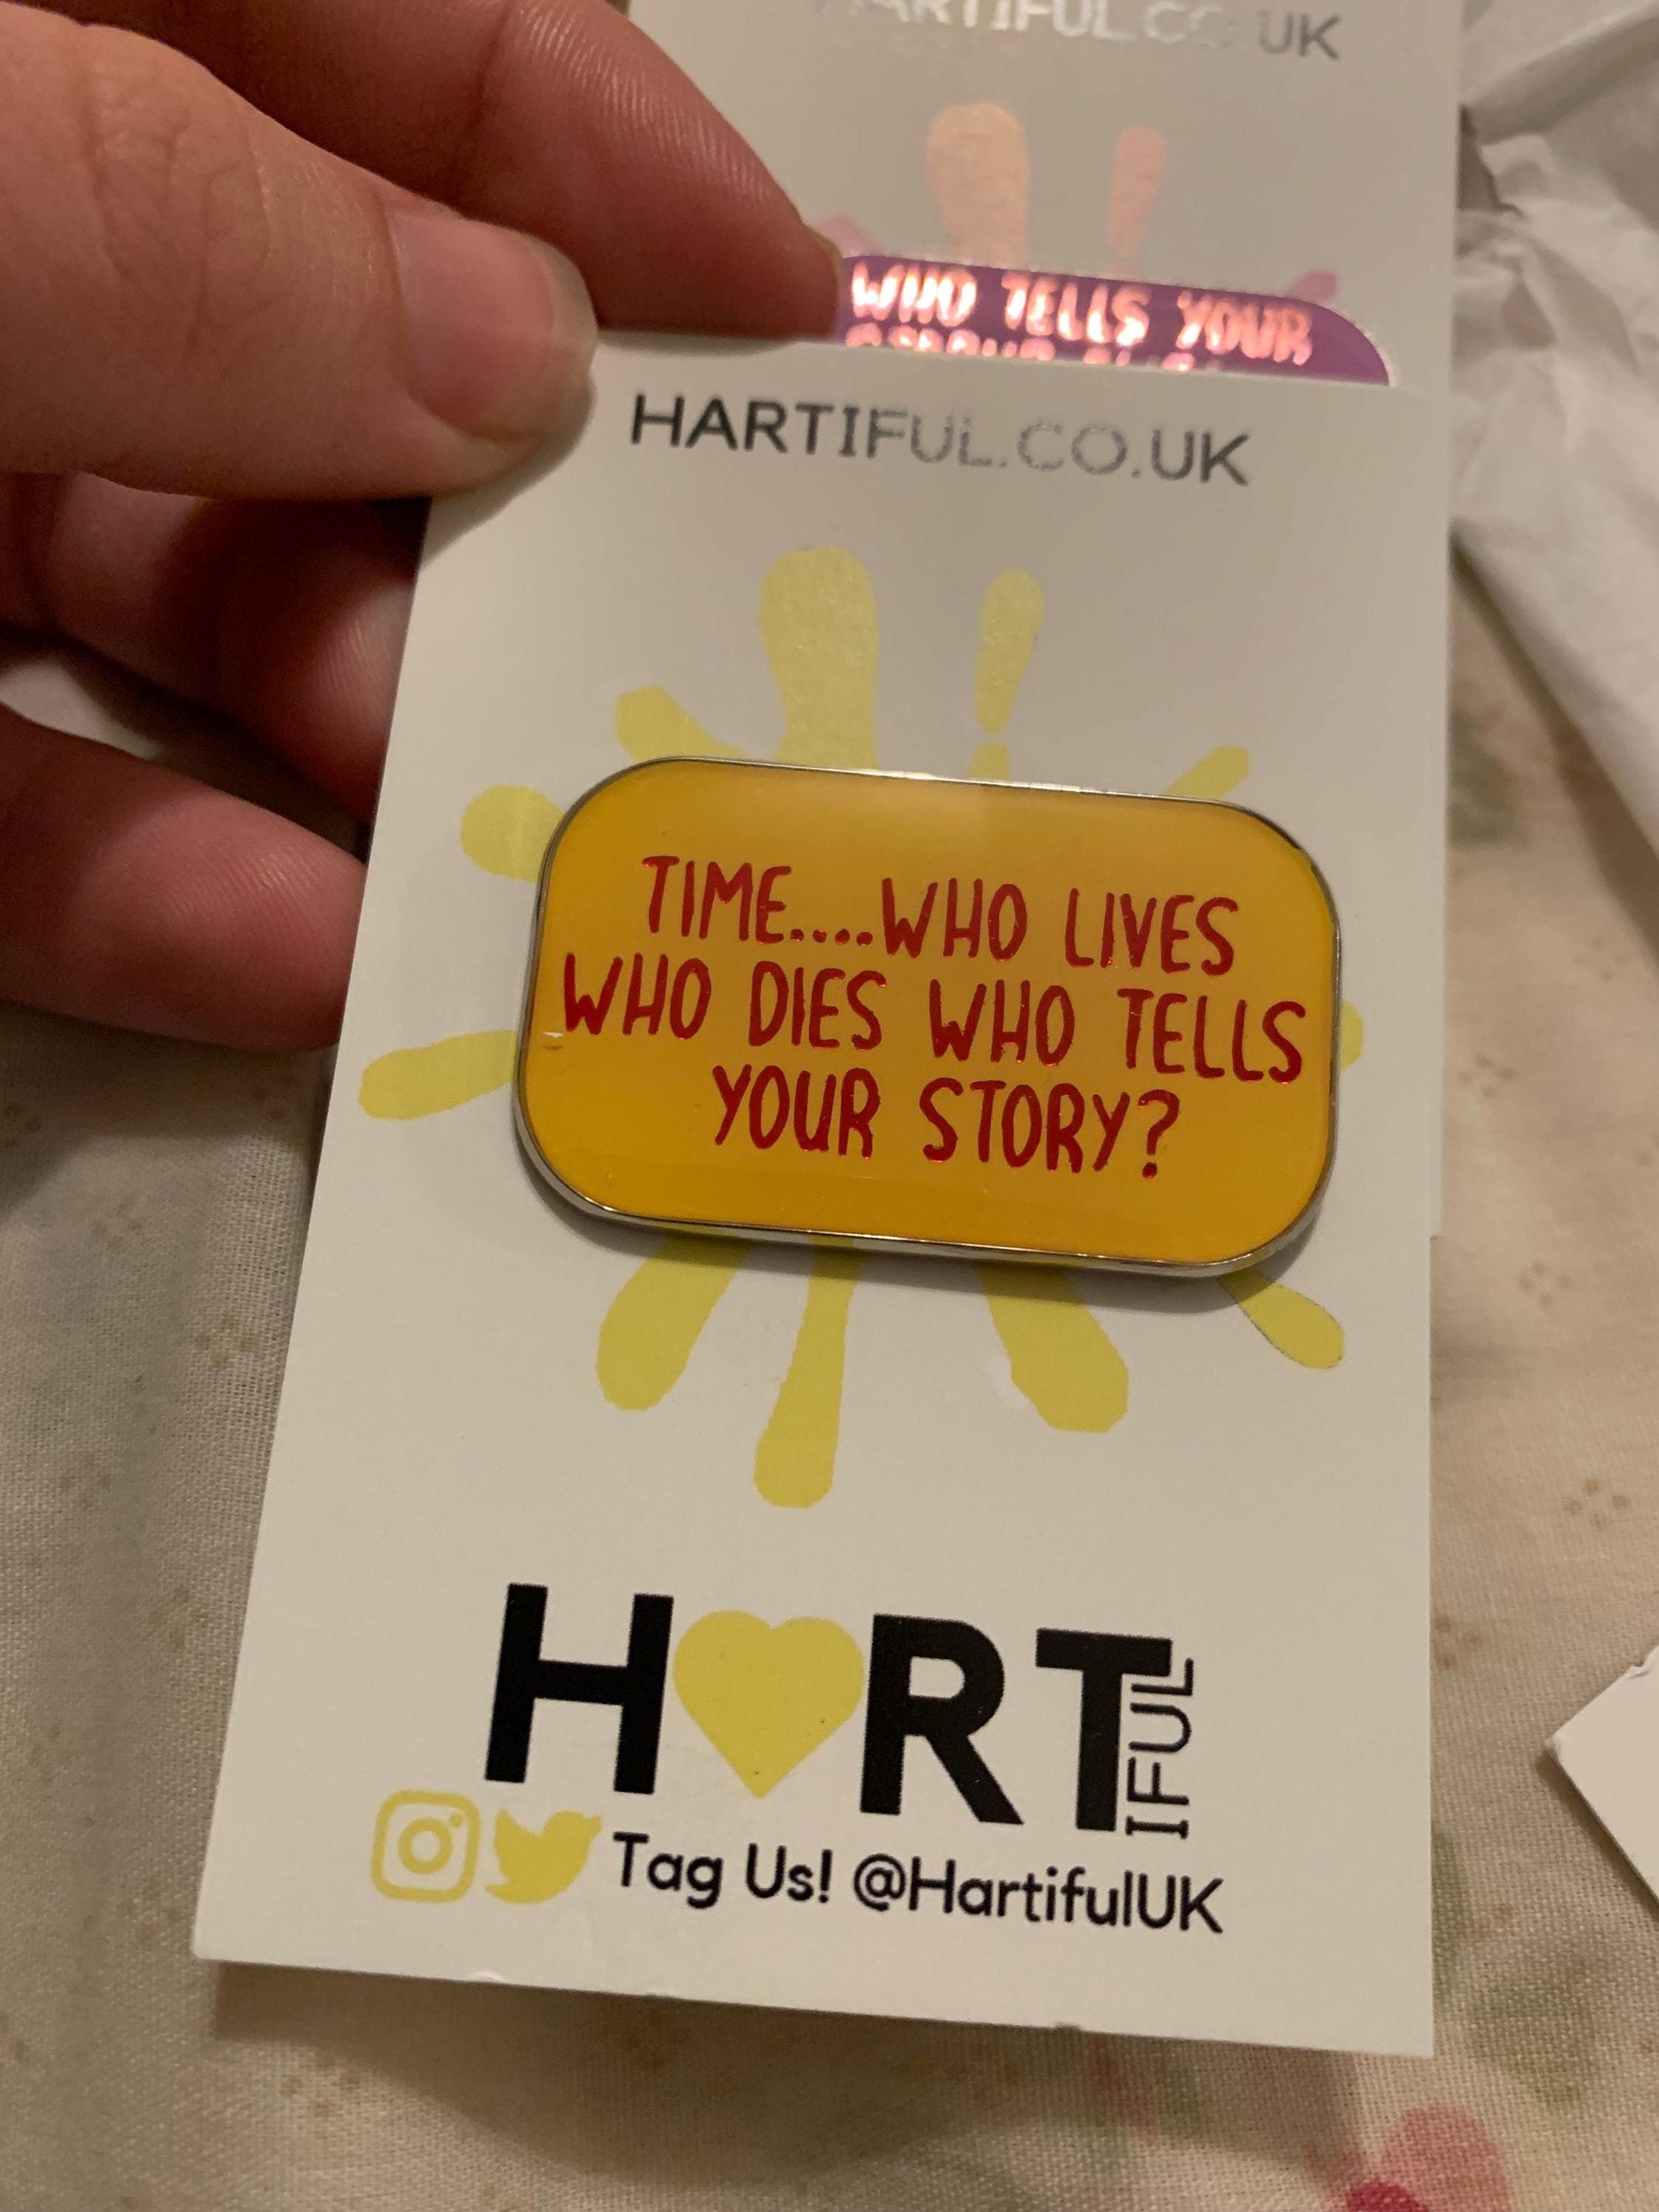 HARTIFUL.CO.UK
WHO TELLS YOUR
HARTIFUL.CO.UK
TIME....WHO LIVES
WHO DIES WHO TELLS
YOUR STORY?
H RT
IFUL
Tag Us! @HartifulUK